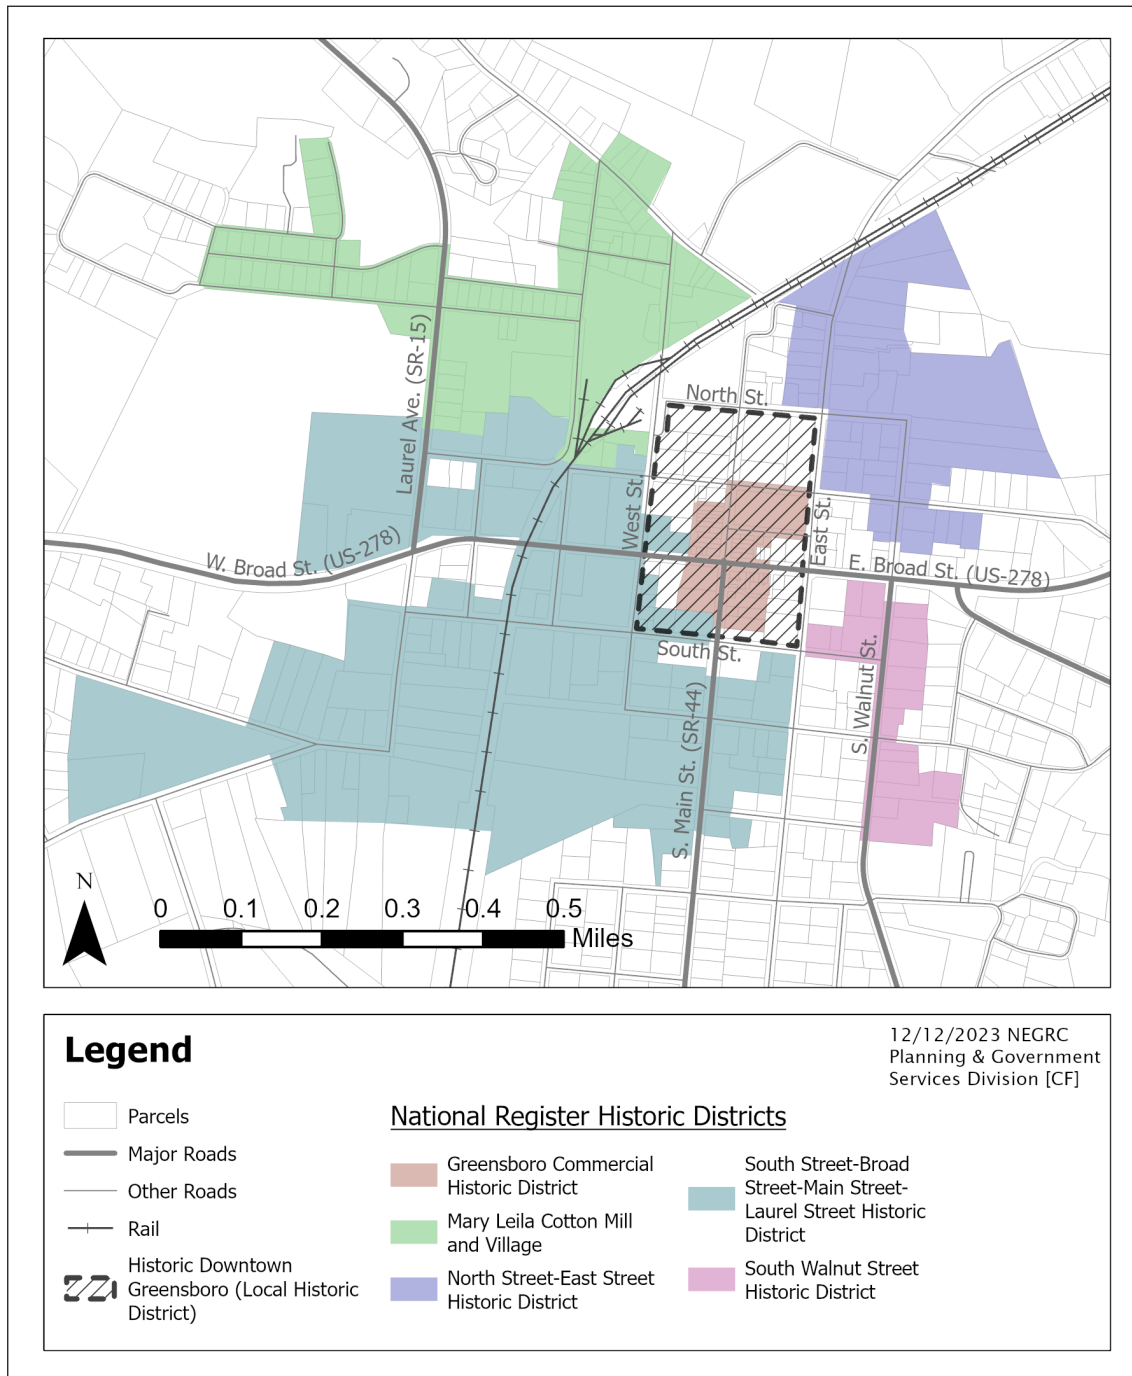 North St.
Laurel Ave. (SR-15)
West St.
East St.
W. Broad St. (US-278)
E. Broad St. (US-278)
South St.
S. Walnut St.
S. Main St. (SR-44)
N
0 0.1 0.2 0.3 0.4 0.5
Miles
Legend
12/12/2023 NEGRC
Planning & Government
Services Division [CF]
Parcels
Major Roads
Other Roads
Rail
Historic Downtown
Greensboro (Local Historic
District)
National Register Historic Districts
Greensboro Commercial
Historic District
Mary Leila Cotton Mill
and Village
North Street-East Street
Historic District
South Street-Broad
Street-Main Street-
Laurel Street Historic
District
South Walnut Street
Historic District